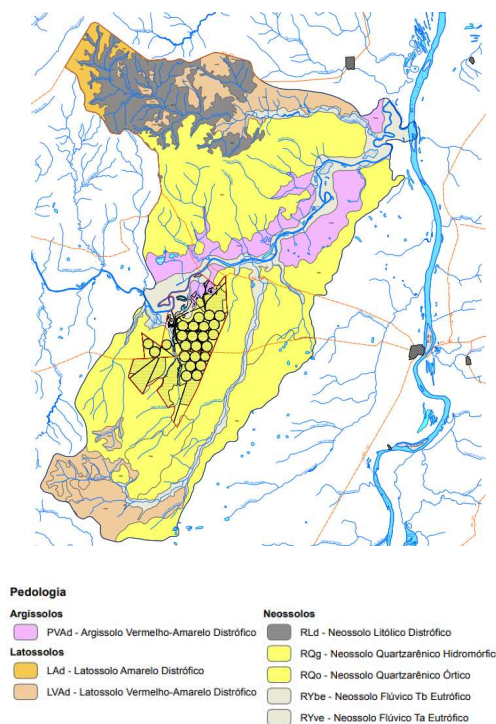 Pedologia
Argissolos
PVAd - Argissolo Vermelho-Amarelo Distrófico
Latossolos
LAd - Latossolo Amarelo Distrófico
LVAd - Latossolo Vermelho-Amarelo Distrófico
Neossolos
RLd - Neossolo Litólico Distrófico
RQg - Neossolo Quartzarênico Hidromórfic
RQo - Neossolo Quartzarênico Órtico
RYbe - Neossolo Flúvico Tb Eutrófico
RYve - Neossolo Flúvico Ta Eutrófico